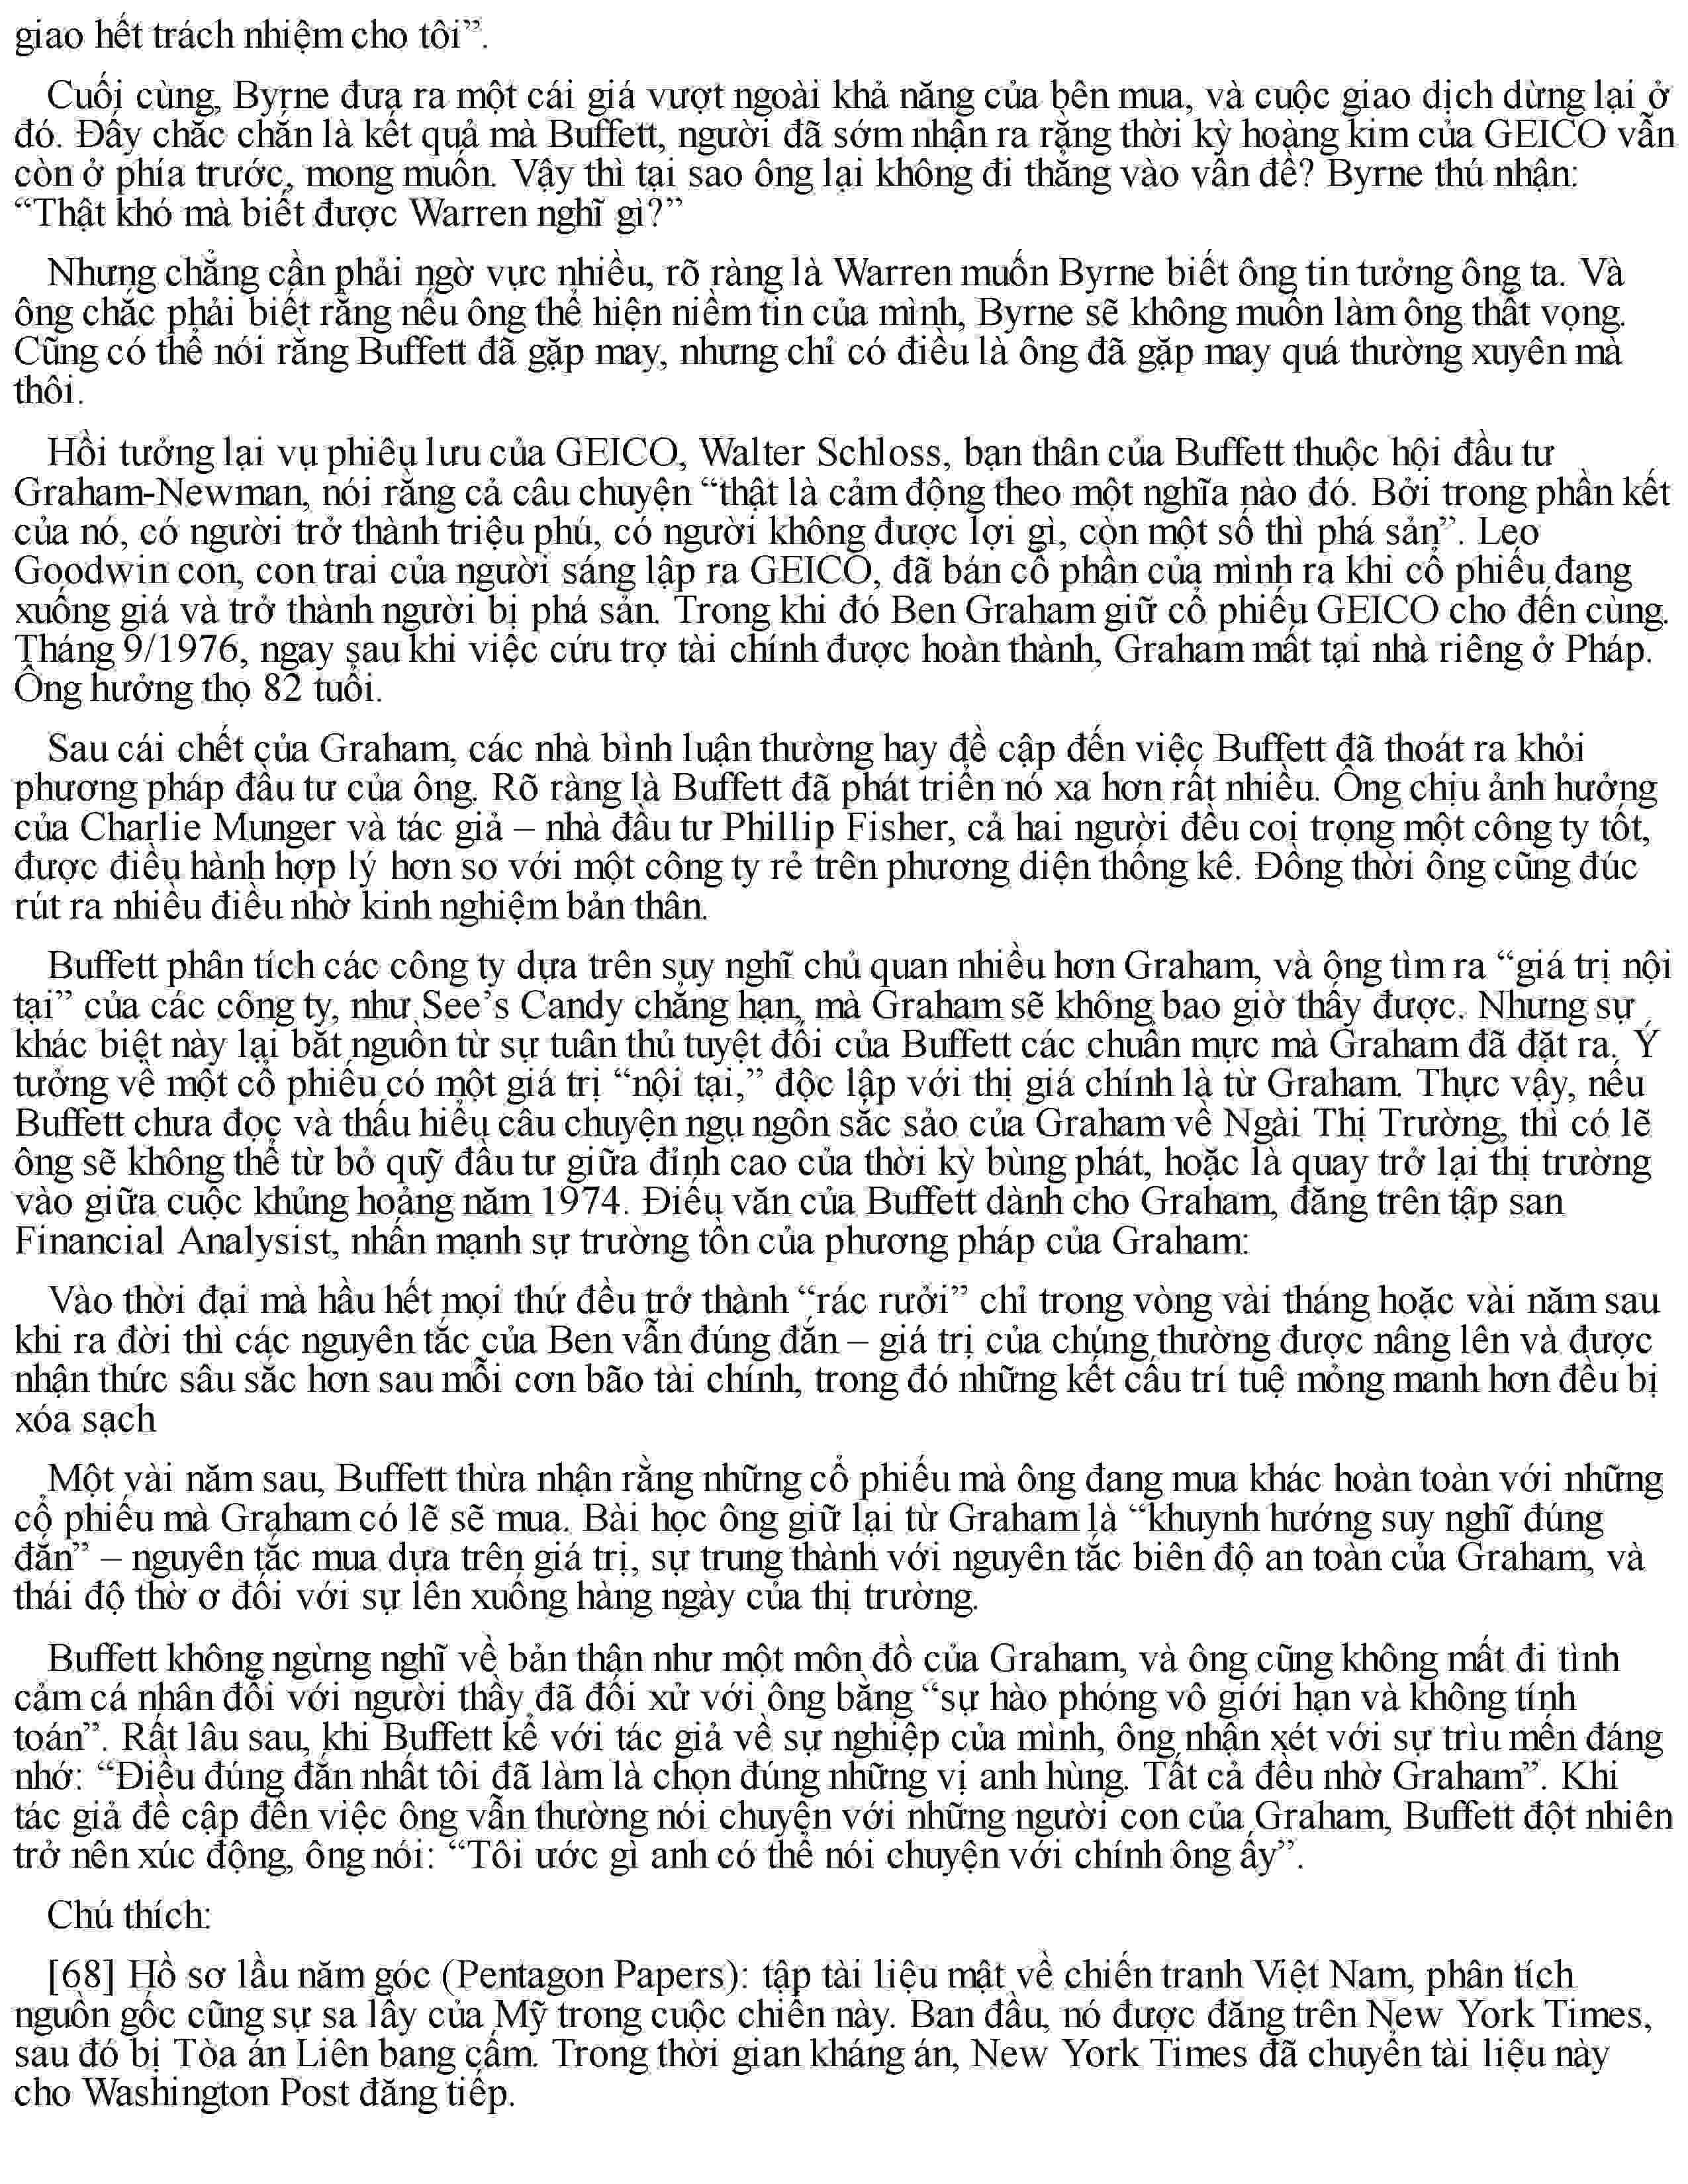 giao hết trách nhiệm cho tôi”.
Cuối cùng, Byrne đưa ra một cái giá vượt ngoài khả năng của bên mua, và cuộc giao dịch dừng lại ở
đó. Đấy chắc chắn là kết quả mà Buffett, người đã sớm nhận ra rằng thời kỳ hoàng kim của GEICO vẫn
còn ở phía trước, mong muốn. Vậy thì tại sao ông lại không đi thẳng vào vấn đề? Byrne thú nhận:
“Thật khó mà biết được Warren nghĩ gì?”
Nhưng chẳng cần phải ngờ vực nhiều, rõ ràng là Warren muốn Byrne biết ông tin tưởng ông ta. Và
ông chắc phải biết rằng nếu ông thể hiện niềm tin của mình, Byrne sẽ không muốn làm ông thất vọng.
Cũng có thể nói rằng Buffett đã gặp may, nhưng chỉ có điều là ông đã gặp may quá thường xuyên mà
thôi.
Hồi tưởng lại vụ phiêu lưu của GEICO, Walter Schloss, bạn thân của Buffett thuộc hội đầu tư
Graham-Newman, nói rằng cả câu chuyện “thật là cảm động theo một nghĩa nào đó. Bởi trong phần kết
của nó, có người trở thành triệu phú, có người không được lợi gì, còn một số thì phá sản”. Leo
Goodwin con, con trai của người sáng lập ra GEICO, đã bán cổ phần của mình ra khi cổ phiếu đang
xuống giá và trở thành người bị phá sản. Trong khi đó Ben Graham giữ cổ phiếu GEICO cho đến cùng.
Tháng 9/1976, ngay sau khi việc cứu trợ tài chính được hoàn thành, Graham mất tại nhà riêng ở Pháp.
Ông hưởng thọ 82 tuổi.
Sau cái chết của Graham, các nhà bình luận thường hay đề cập đến việc Buffett đã thoát ra khỏi
phương pháp đầu tư của ông. Rõ ràng là Buffett đã phát triển nó xa hơn rất nhiều. Ông chịu ảnh hưởng
của Charlie Munger và tác giả – nhà đầu tư Phillip Fisher, cả hai người đều coi trọng một công ty tốt,
được điều hành hợp lý hơn so với một công ty rẻ trên phương diện thống kê. Đồng thời ông cũng đúc
rút ra nhiều điều nhờ kinh nghiệm bản thân.
Buffett phân tích các công ty dựa trên suy nghĩ chủ quan nhiều hơn Graham, và ông tìm ra “giá trị nội
tại” của các công ty, như See’s Candy chẳng hạn, mà Graham sẽ không bao giờ thấy được. Nhưng sự
khác biệt này lại bắt nguồn từ sự tuân thủ tuyệt đối của Buffett các chuẩn mực mà Graham đã đặt ra. Ý
tưởng về một cổ phiếu có một giá trị “nội tại,” độc lập với thị giá chính là từ Graham. Thực vậy, nếu
Buffett chưa đọc và thấu hiểu câu chuyện ngụ ngôn sắc sảo của Graham về Ngài Thị Trường, thì có lẽ
ông sẽ không thể từ bỏ quỹ đầu tư giữa đỉnh cao của thời kỳ bùng phát, hoặc là quay trở lại thị trường
vào giữa cuộc khủng hoảng năm 1974. Điếu văn của Buffett dành cho Graham, đăng trên tập san
Financial Analysist, nhấn mạnh sự trường tồn của phương pháp của Graham:
Vào thời đại mà hầu hết mọi thứ đều trở thành “rác rưởi” chỉ trong vòng vài tháng hoặc vài năm sau
khi ra đời thì các nguyên tắc của Ben vẫn đúng đắn – giá trị của chúng thường được nâng lên và được
nhận thức sâu sắc hơn sau mỗi cơn bão tài chính, trong đó những kết cấu trí tuệ mỏng manh hơn đều bị
xóa sạch
Một vài năm sau, Buffett thừa nhận rằng những cổ phiếu mà ông đang mua khác hoàn toàn với những
cổ phiếu mà Graham có lẽ sẽ mua. Bài học ông giữ lại từ Graham là “khuynh hướng suy nghĩ đúng
đắn” – nguyên tắc mua dựa trên giá trị, sự trung thành với nguyên tắc biên độ an toàn của Graham, và
thái độ thờ ơ đối với sự lên xuống hàng ngày của thị trường.
Buffett không ngừng nghĩ về bản thân như một môn đồ của Graham, và ông cũng không mất đi tình
cảm cá nhân đối với người thầy đã đối xử với ông bằng “sự hào phóng vô giới hạn và không tính
toán”. Rất lâu sau, khi Buffett kể với tác giả về sự nghiệp của mình, ông nhận xét với sự trìu mến đáng
nhớ: “Điều đúng đắn nhất tôi đã làm là chọn đúng những vị anh hùng. Tất cả đều nhờ Graham”. Khi
tác giả đề cập đến việc ông vẫn thường nói chuyện với những người con của Graham, Buffett đột nhiên
trở nên xúc động, ông nói: “Tôi ước gì anh có thể nói chuyện với chính ông ấy”.
Chú thích:
[68] Hồ sơ lầu năm góc (Pentagon Papers): tập tài liệu mật về chiến tranh Việt Nam, phân tích
nguồn gốc cũng sự sa lầy của Mỹ trong cuộc chiến này. Ban đầu, nó được đăng trên New York Times,
sau đó bị Tòa án Liên bang cấm. Trong thời gian kháng án, New York Times đã chuyển tài liệu này
cho Washington Post đăng tiếp.